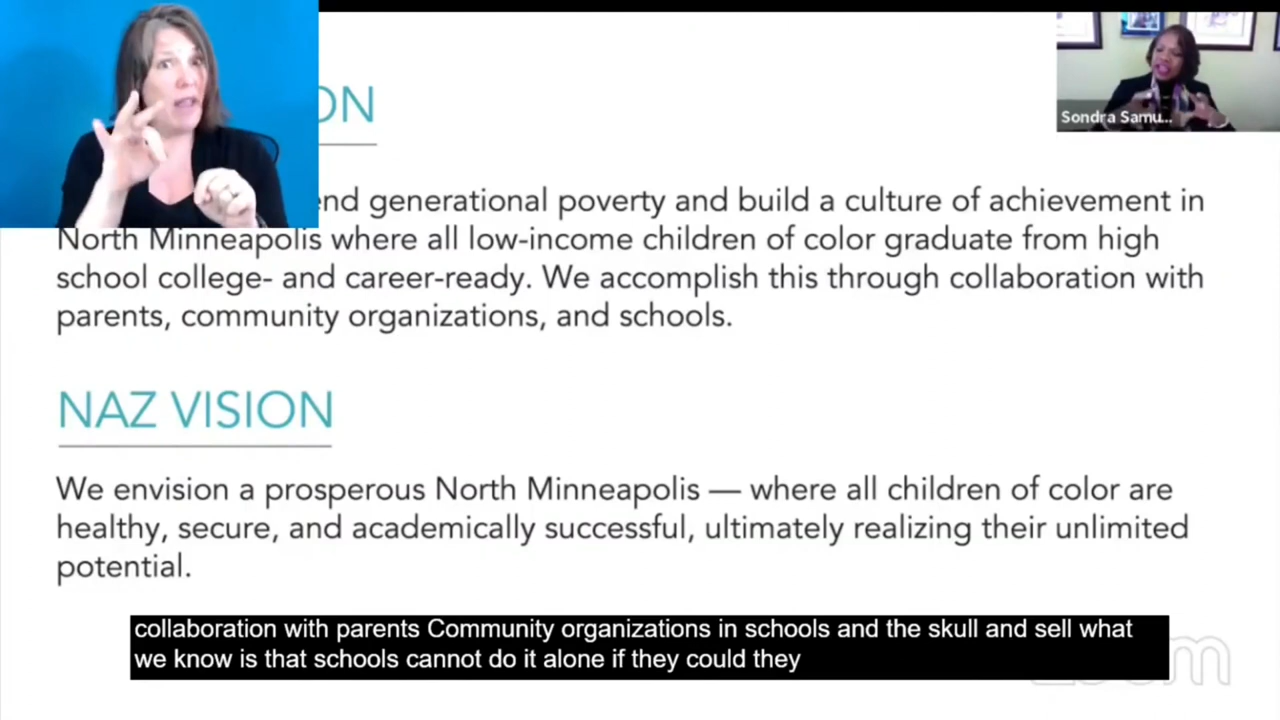 ON
Sondra Samu...
end generational poverty and build a culture of achievement in
North Minneapolis where all low-income children of color graduate from high
school college- and career-ready. We accomplish this through collaboration with
parents, community organizations, and schools.
NAZ VISION
We envision a prosperous North Minneapolis — where all children of color are
healthy, secure, and academically successful, ultimately realizing their unlimited
potential.
collaboration with parents Community organizations in schools and the skull and sell what
we know is that schools cannot do it alone if they could they